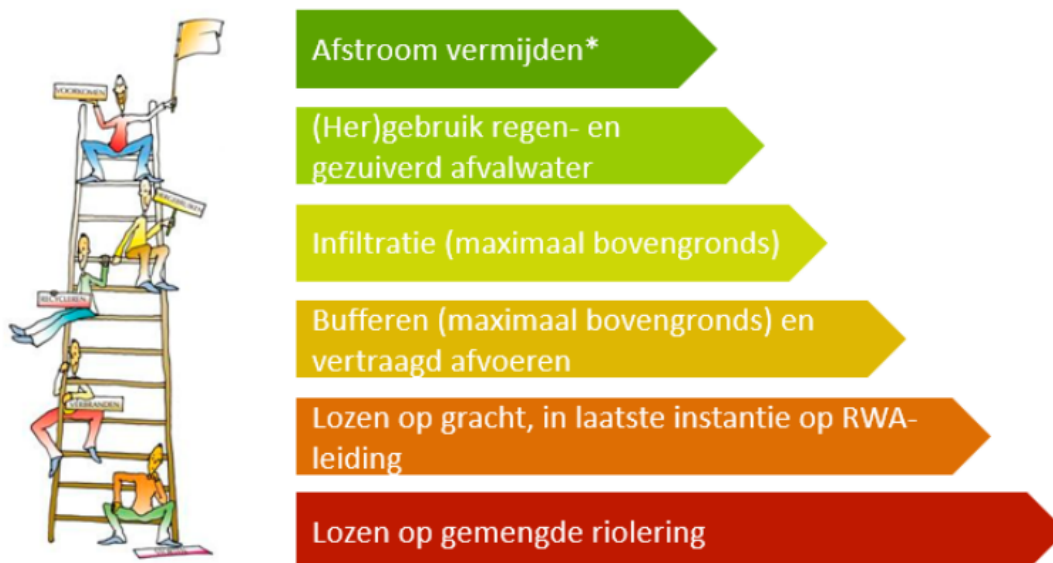 VOORKOMEN
HERGEBRUIKEN
RECYCLEREN
VERBRANDEN
Afstroom vermijden*
(Her)gebruik regen- en
gezuiverd afvalwater
Infiltratie (maximaal bovengronds)
Bufferen (maximaal bovengronds) en
vertraagd afvoeren
Lozen op gracht, in laatste instantie op RWA-
leiding
Lozen op gemengde riolering